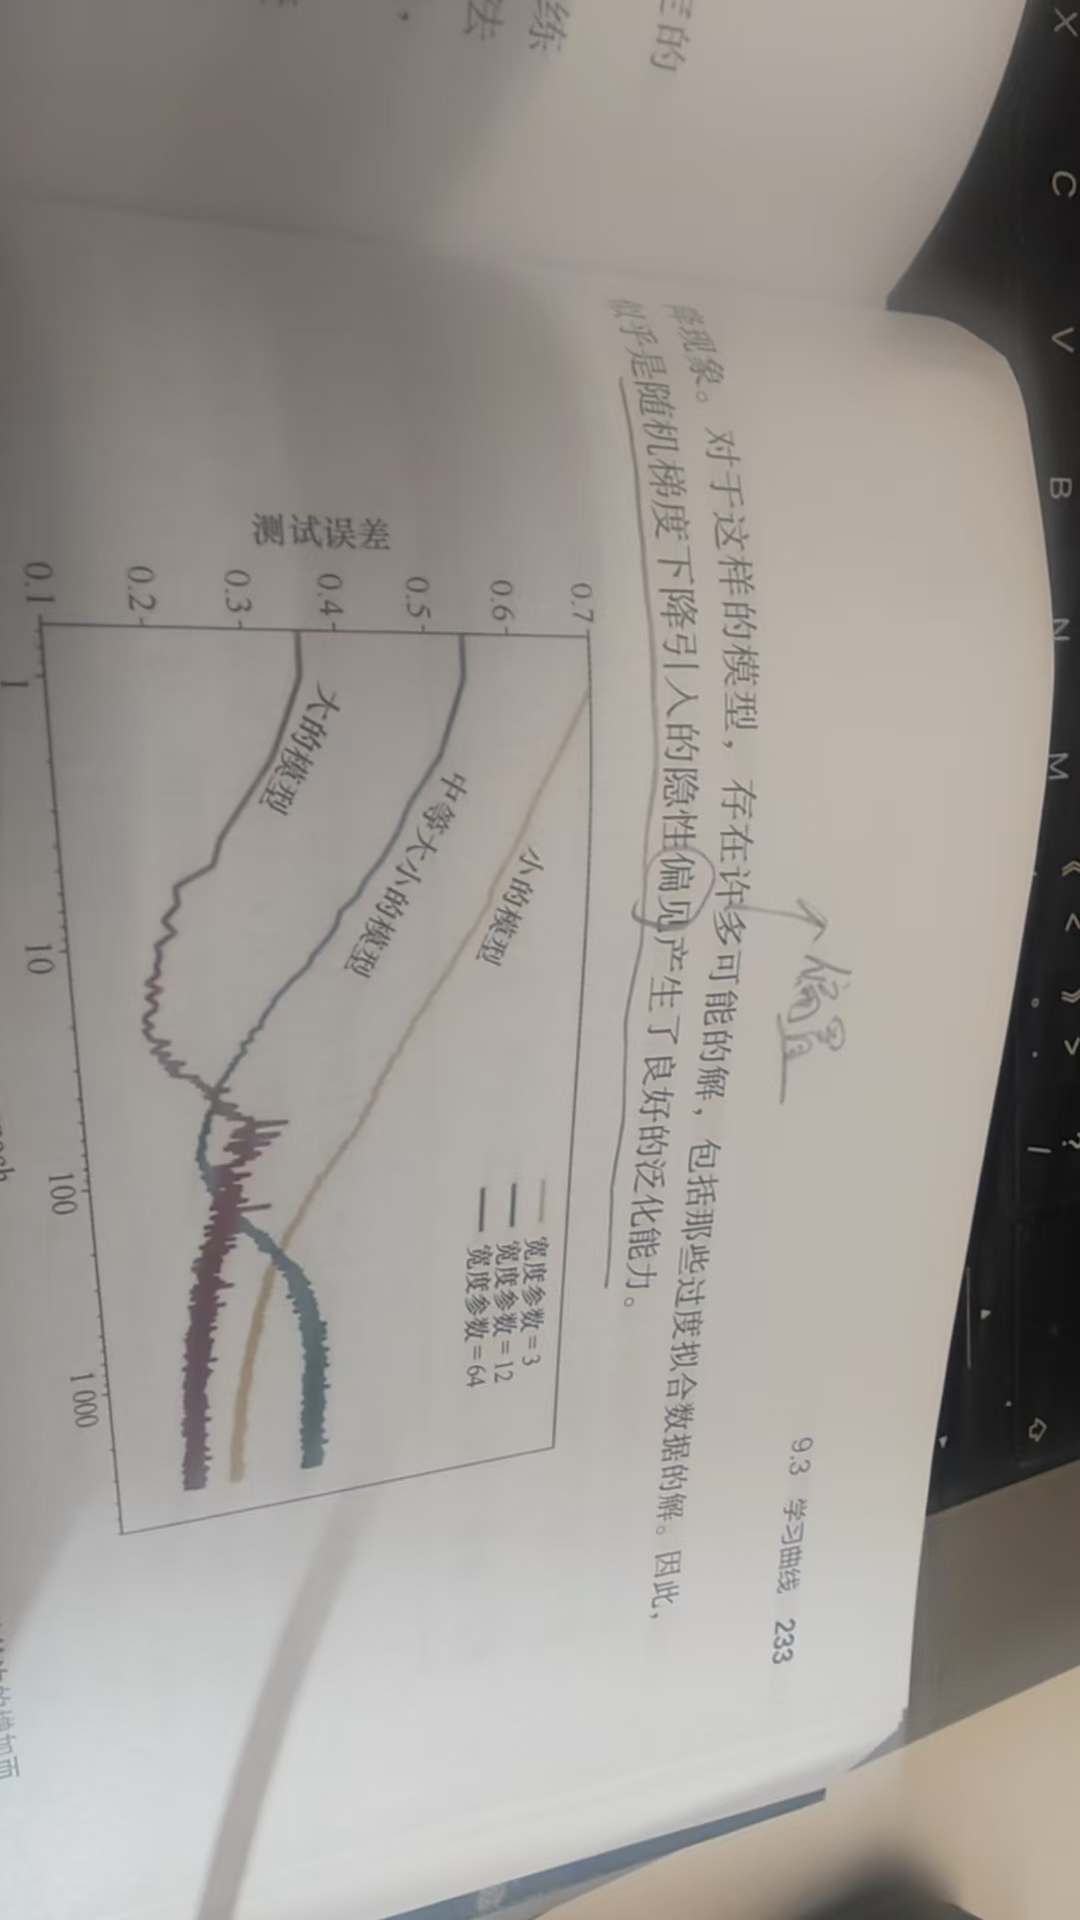 9.3 学习曲线 233
偏置
降现象。对于这样的模型，存在许多可能的解，包括那些过度拟合数据的解。因此，
似乎是随机梯度下降引入的隐性偏见产生了良好的泛化能力。
0.7
0.6
0.5
0.4
0.3
0.2
0.1
测试误差
小的模型
中等大小的模型
大的模型
宽度参数=3
宽度参数=12
宽度参数=64
1
10
100
1 000
的
练
法
，
X
C
V
B
N
M
《
<
》
>
?
/